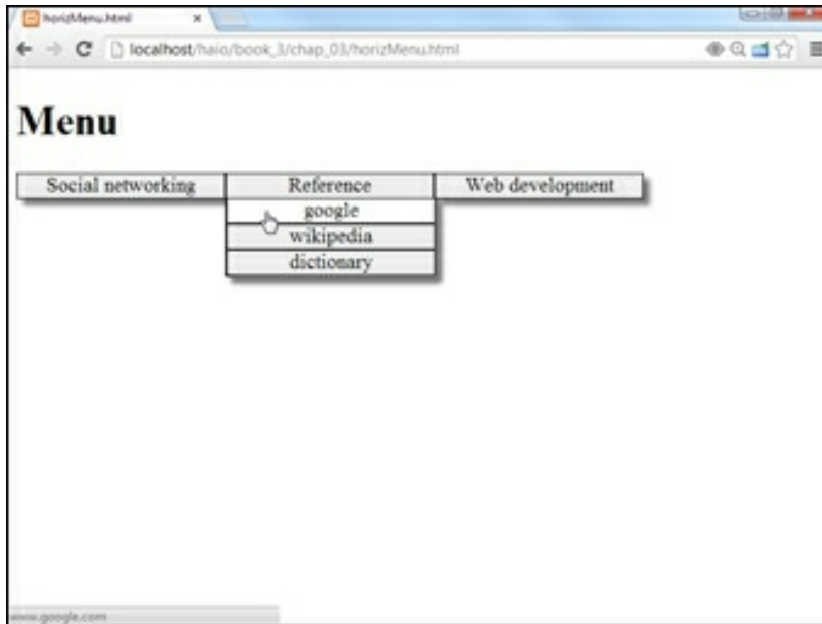 horizMenu.html
localhost/haio/book_3/chap_03/horizMenu.html
Menu
Social networking Reference Web development
google
wikipedia
dictionary
www.google.com